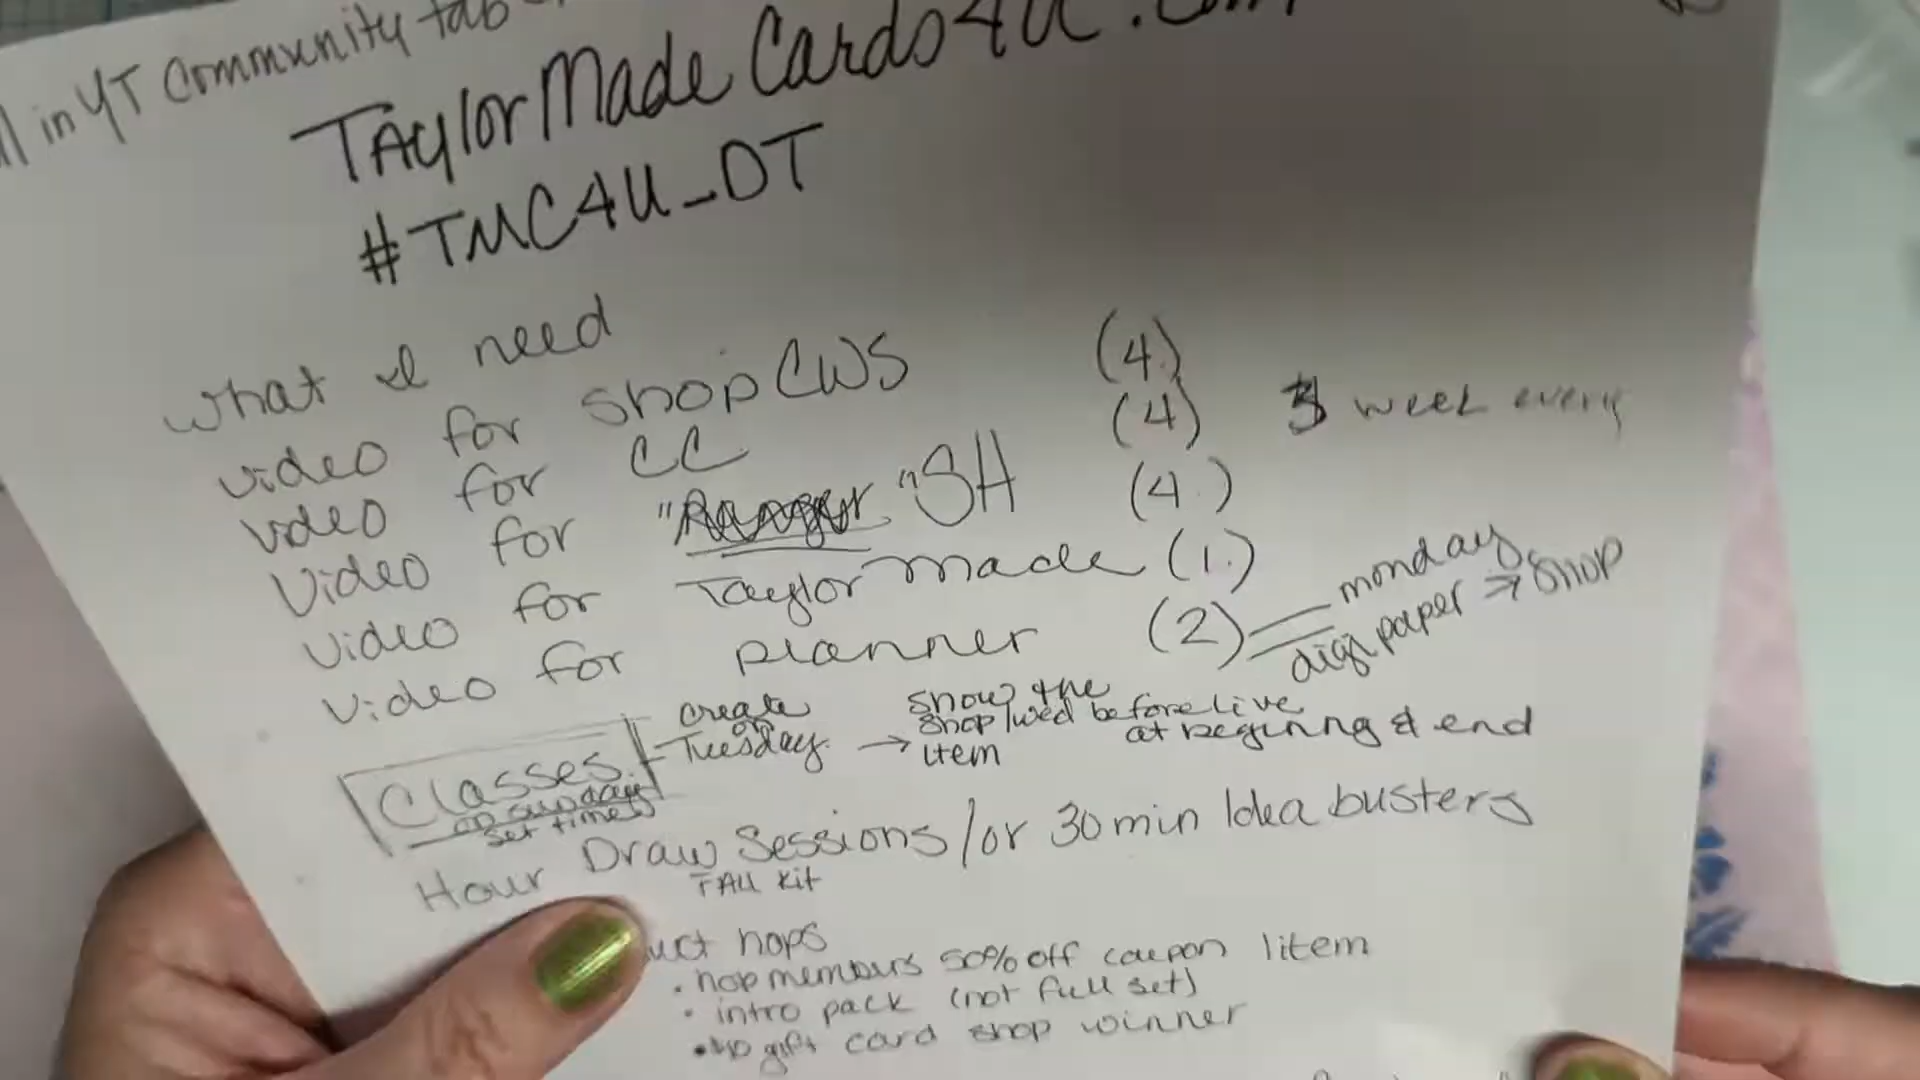 in YT Community tab
TaylorMadeCards4U.com
#TMC4U_DT
what I need
video for shop CWS (4)
video for CC (4) week every
video for "SH (4)
video for Taylor made (1)
video for planner (2) monday
digi paper → shop
Classes
on sunday
set times
create
on
Tuesday → show the
shop/wed before live
item at beginng & end
Hour Draw Sessions/or 30 min Idea busters
FAll Kit
uct hops
• hop members 50% off coupon 1 item
• intro pack (not full set)
gift card shop winner